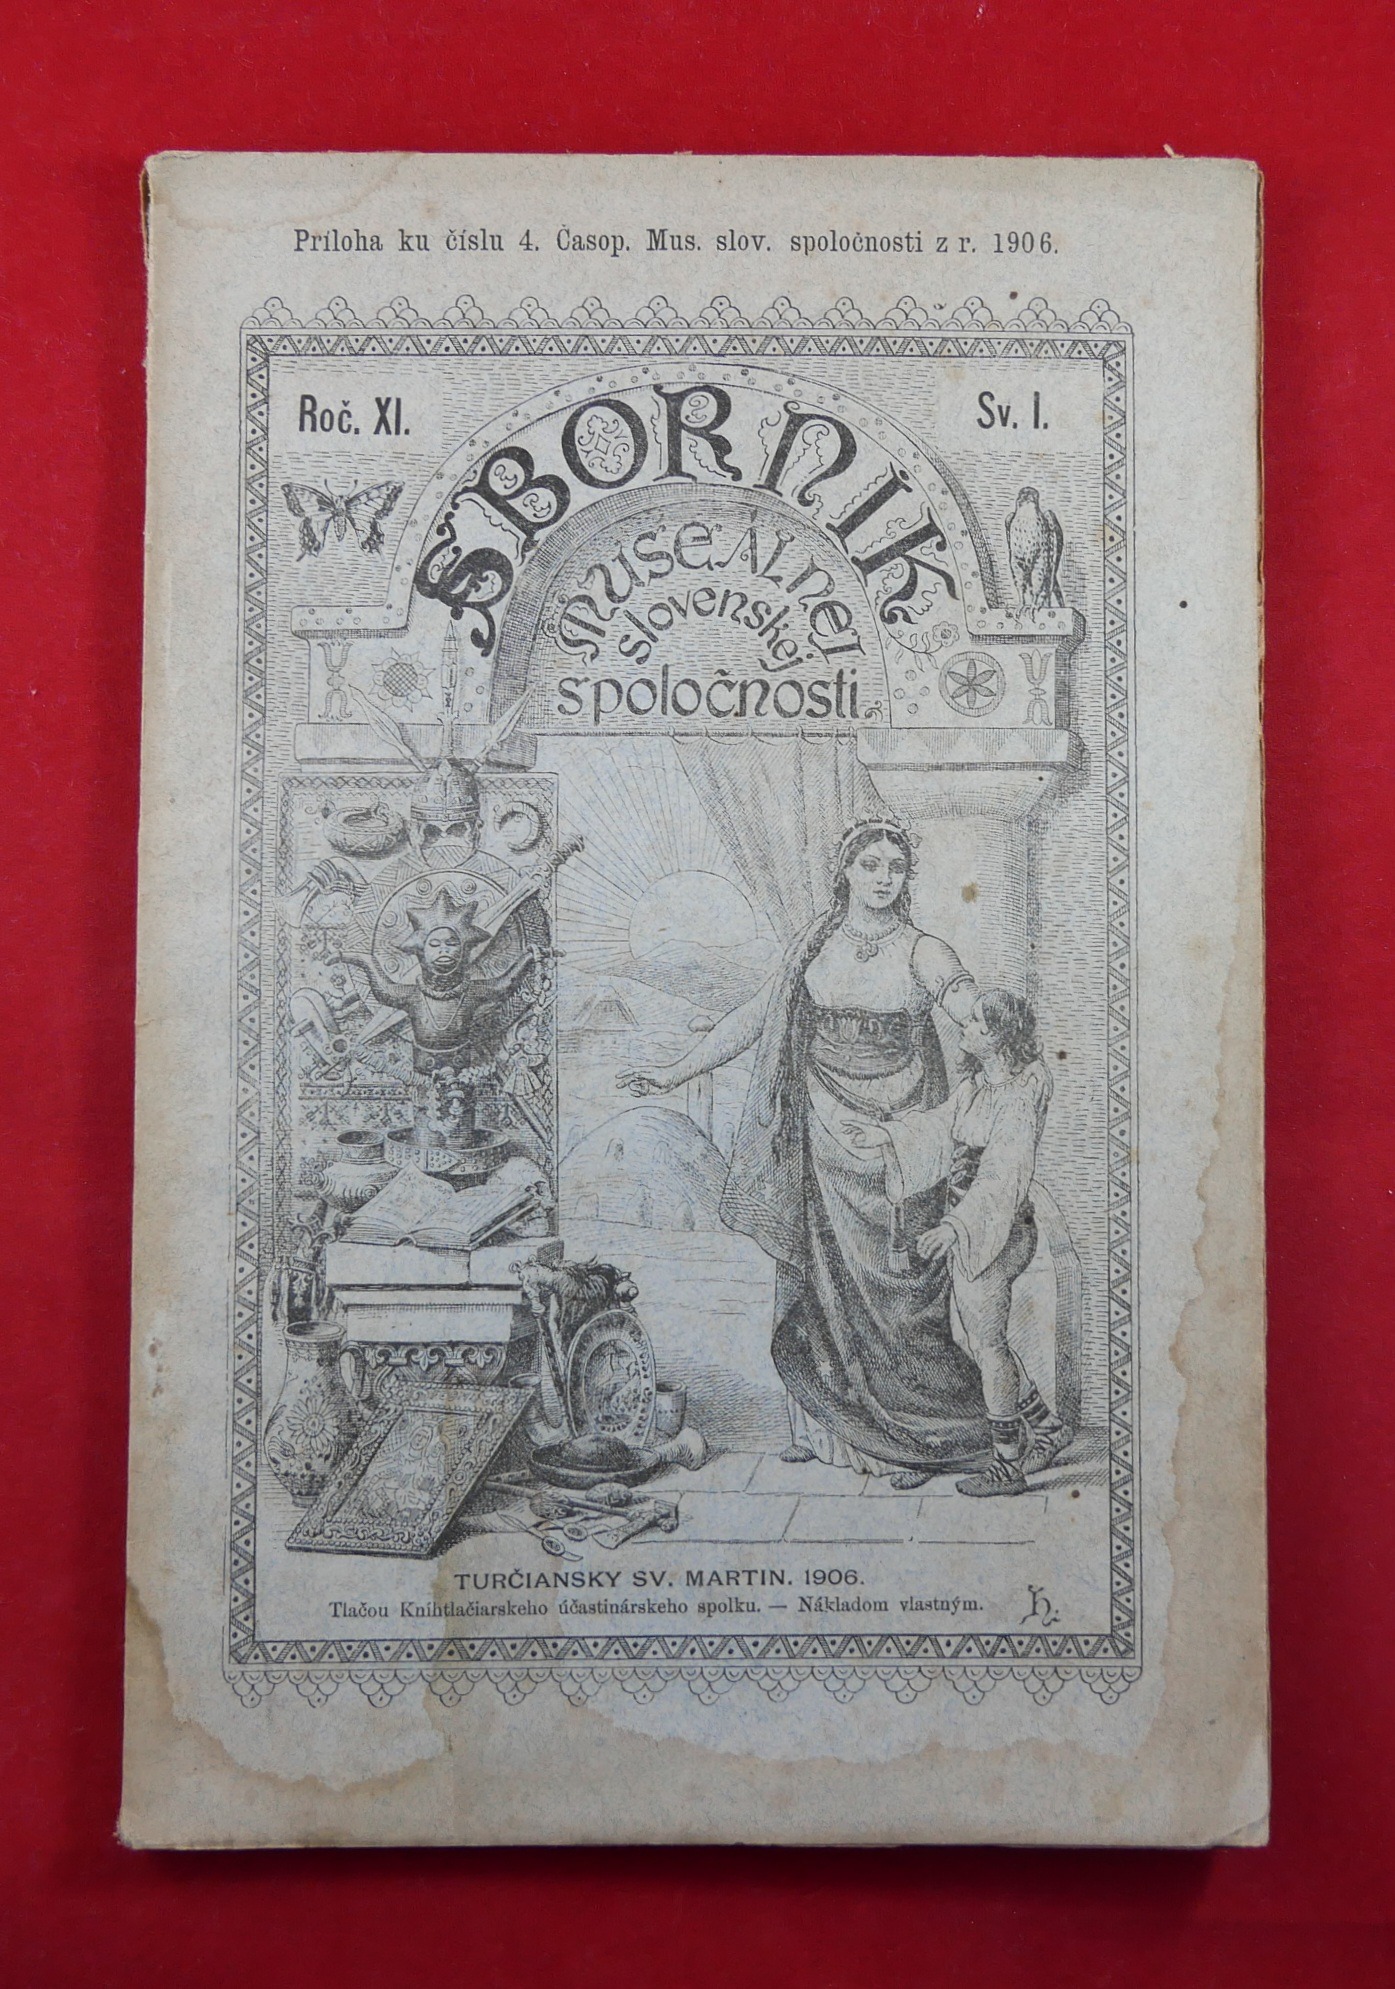 Príloha ku číslu 4. Časop. Mus. slov. spoločnosti z r. 1906.
Roč. XI.
Sv. I.
SBORNIK
MUSEÁLNEJ
slovenskej
spoločnosti
TURČIANSKY SV. MARTIN. 1906.
Tlačou Kníhtlačiarskeho účastinárskeho spolku. — Nákladom vlastným.
h.